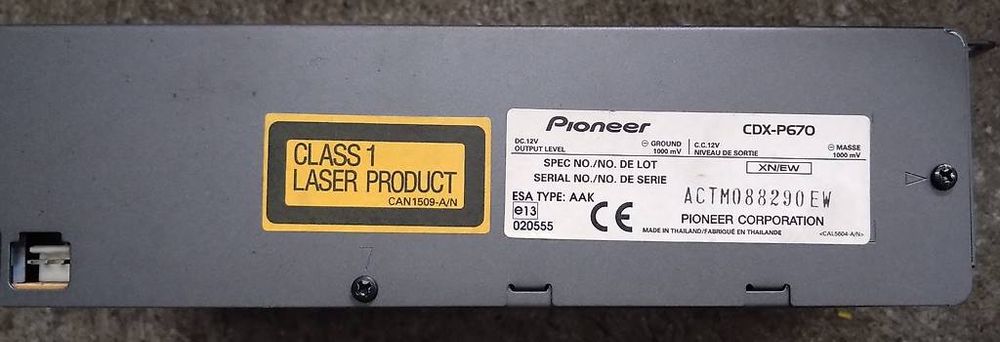 CLASS 1
LASER PRODUCT
CAN1509-A/N
Pioneer CDX-P670
DC.12V ⊖ GROUND C.C.12V ⊖ MASSE
OUTPUT LEVEL 1000 mV NIVEAU DE SORTIE 1000 mV
SPEC NO./NO. DE LOT XN/EW
SERIAL NO./NO. DE SERIE
ESA TYPE: AAK ACTM088290EW
e13 CE PIONEER CORPORATION
020555 MADE IN THAILAND/FABRIQUÉ EN THAILANDE <CAL5604-A/N>